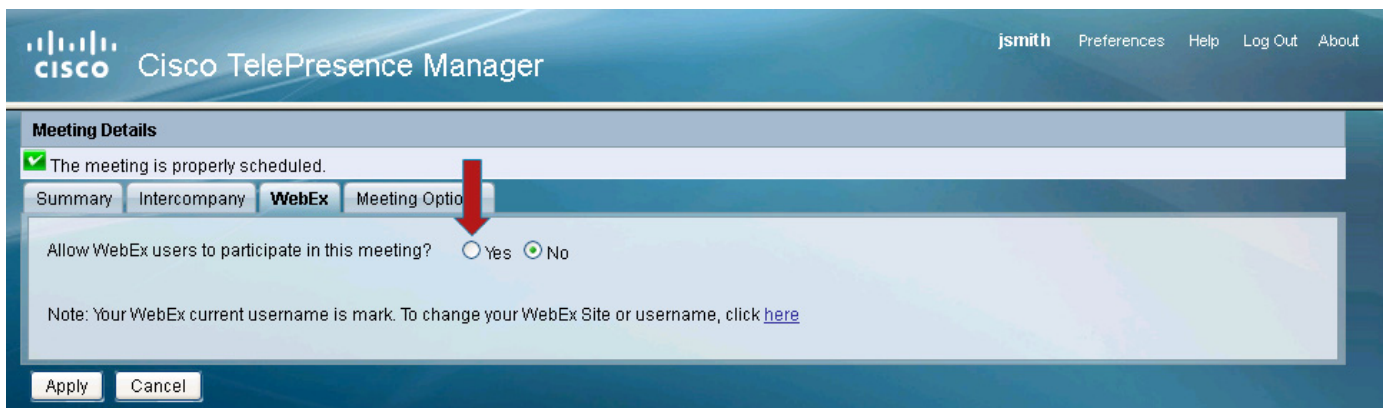 jsmith Preferences Help Log Out About
CISCO Cisco TelePresence Manager
Meeting Details
The meeting is properly scheduled.
Summary Intercompany WebEx Meeting Optio
Allow WebEx users to participate in this meeting? Yes No
Note: Your WebEx current username is mark. To change your WebEx Site or username, click here
Apply Cancel